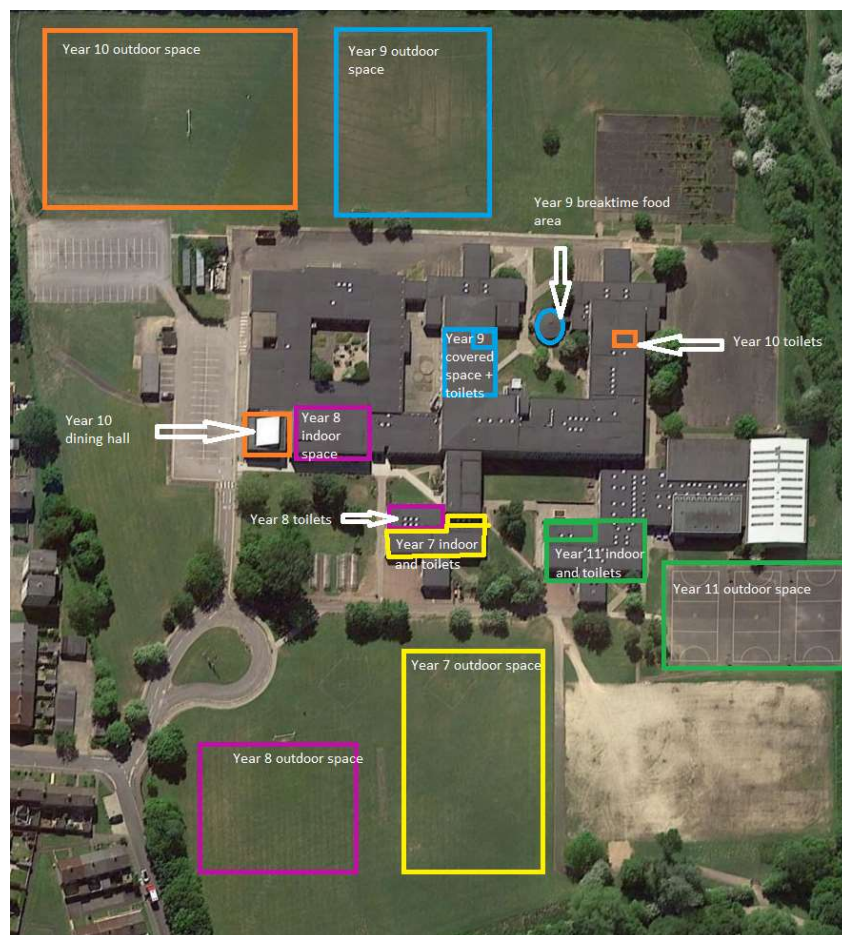 Year 10 outdoor space
Year 9 outdoor
space
Year 9 breaktime food
area
Year 9
covered
space +
toilets
Year 10 toilets
Year 10
dining hall
Year 8
indoor
space
Year 8 toilets
Year 7 indoor
and toilets
Year 11 indoor
and toilets
Year 11 outdoor space
Year 7 outdoor space
Year 8 outdoor space